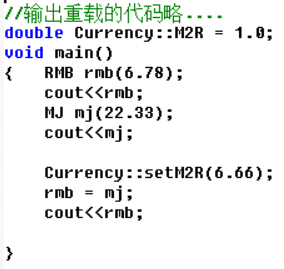 //输出重载的代码略....
double Currency::M2R = 1.0;
void main()
{   RMB rmb(6.78);
    cout<<rmb;
    MJ mj(22.33);
    cout<<mj;

    Currency::setM2R(6.66);
    rmb = mj;
    cout<<rmb;

}